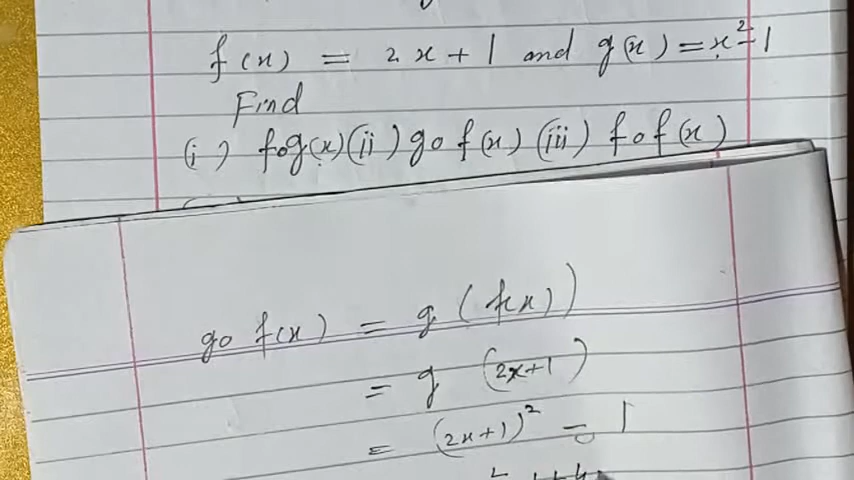 f(x) = 2x+1 and g(x) = x²-1
Find
(i) fog(x) (ii) gof(x) (iii) fof(x)
gof(x) = g(f(x))
= g (2x+1)
= (2x+1)² - 1